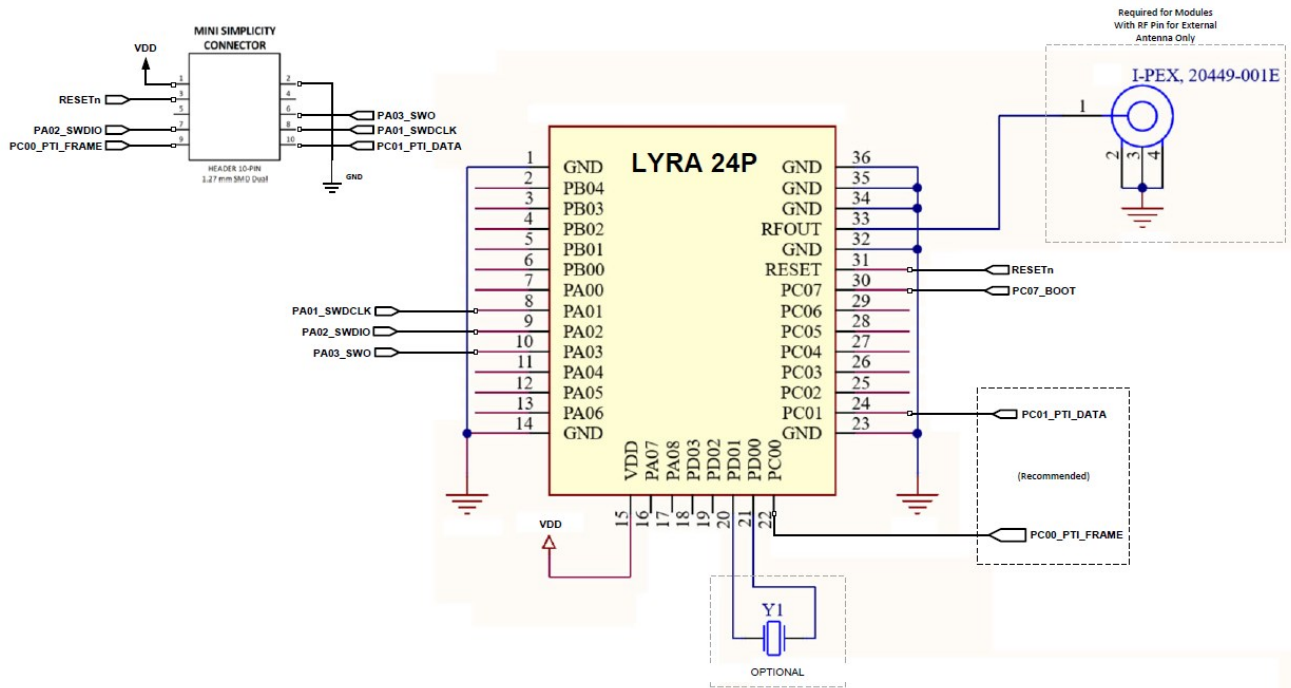 Required for Modules
With RF Pin for External
Antenna Only
I-PEX, 20449-001E
1
2
3
4
MINI SIMPLICITY
CONNECTOR
VDD
1
2
RESETn
3
4
5
6
PA03_SWO
PA02_SWDIO
7
8
PA01_SWDCLK
PC00_PTI_FRAME
9
10
PC01_PTI_DATA
HEADER 10-PIN
1.27 mm SMD Dual
GND
LYRA 24P
1 GND
2 PB04
3 PB03
4 PB02
5 PB01
6 PB00
7 PA00
PA01_SWDCLK 8 PA01
PA02_SWDIO 9 PA02
PA03_SWO 10 PA03
11 PA04
12 PA05
13 PA06
14 GND
GND 36
GND 35
GND 34
RFOUT 33
GND 32
RESET 31 RESETn
PC07 30 PC07_BOOT
PC06 29
PC05 28
PC04 27
PC03 26
PC02 25
PC01 24 PC01_PTI_DATA
GND 23
(Recommended)
PC00_PTI_FRAME
VDD 15
PA07 16
PA08 17
PD03 18
PD02 19
PD01 20
PD00 21
PC00 22
VDD
Y1
OPTIONAL